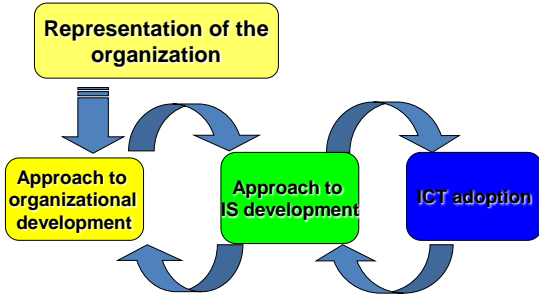 Representation of the
organization
Approach to
organizational
development
Approach to
IS development
ICT adoption